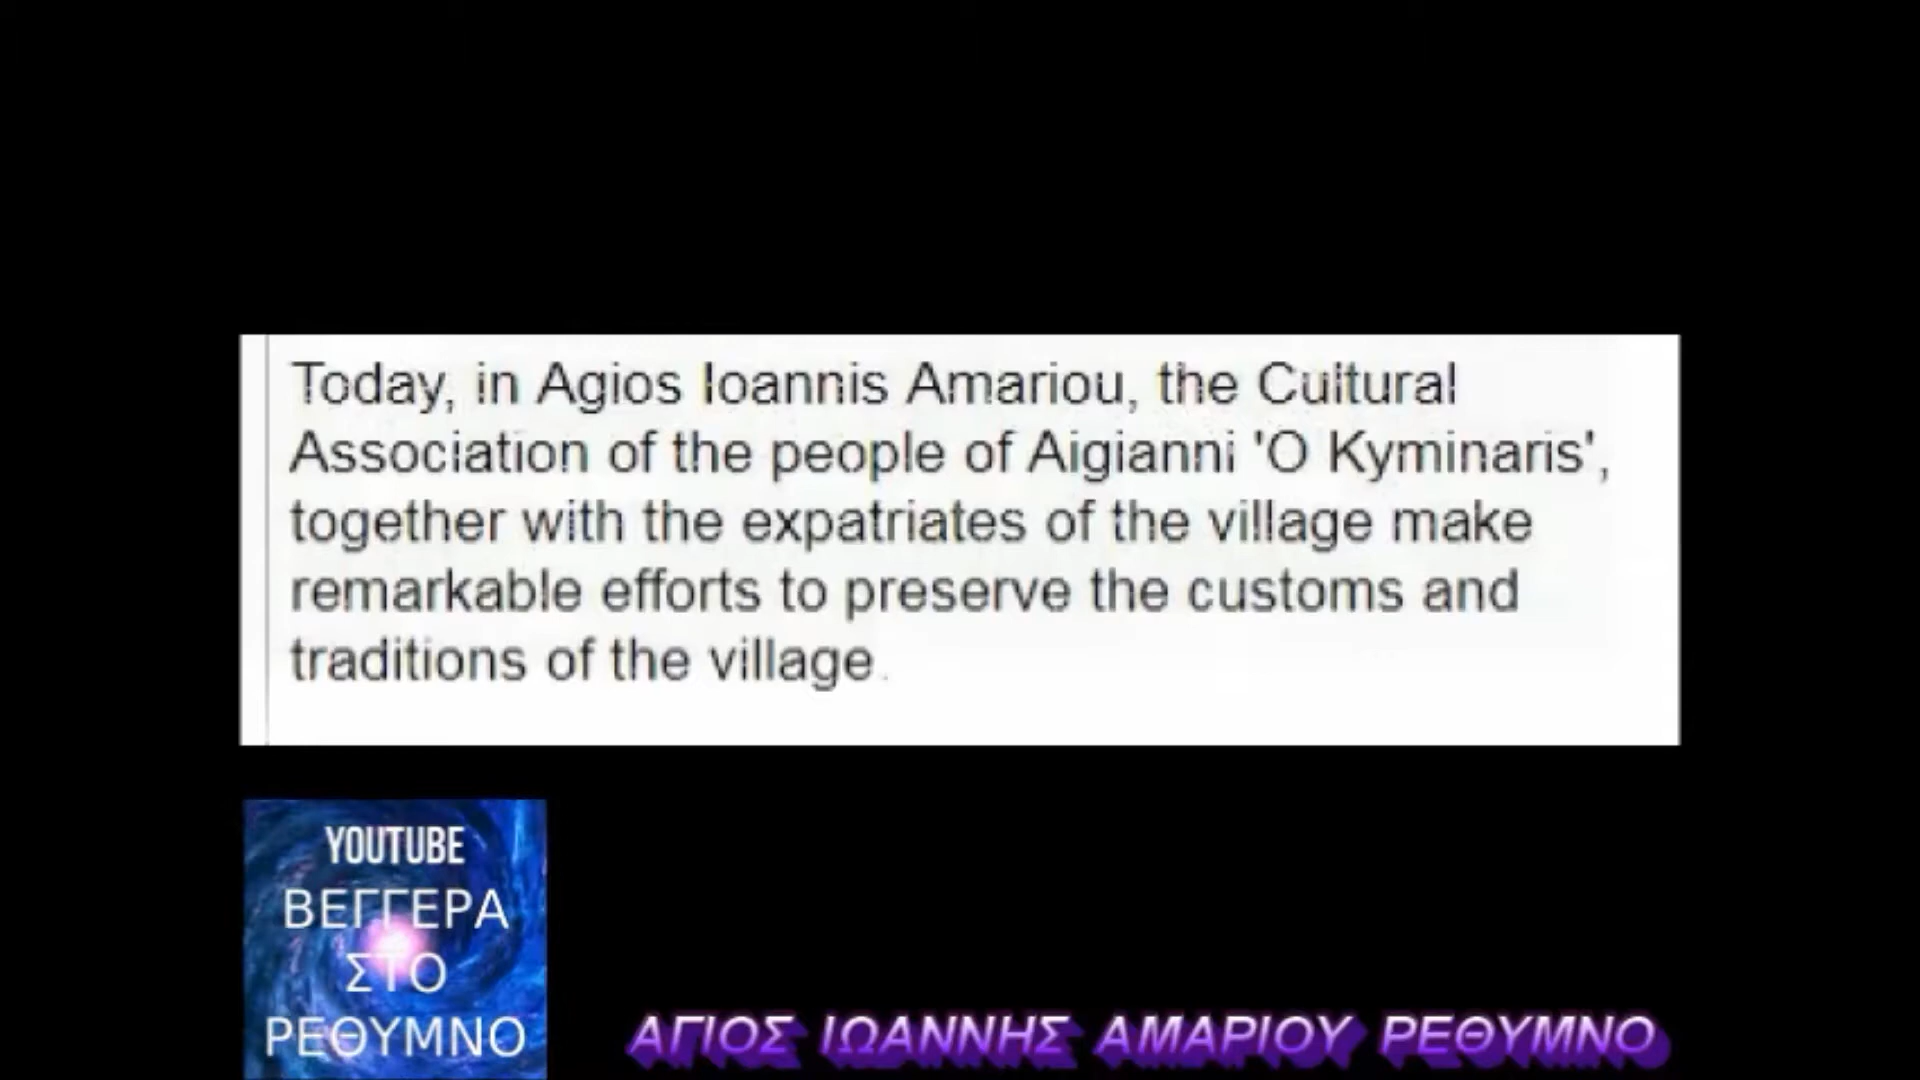 Today, in Agios Ioannis Amariou, the Cultural
Association of the people of Aigianni 'O Kyminaris',
together with the expatriates of the village make
remarkable efforts to preserve the customs and
traditions of the village.
YOUTUBE
ΒΕΓΓΕΡΑ
ΣΤΟ
ΡΕΘΥΜΝΟ
ΑΓΙΟΣ ΙΩΑΝΝΗΣ ΑΜΑΡΙΟΥ ΡΕΘΥΜΝΟ